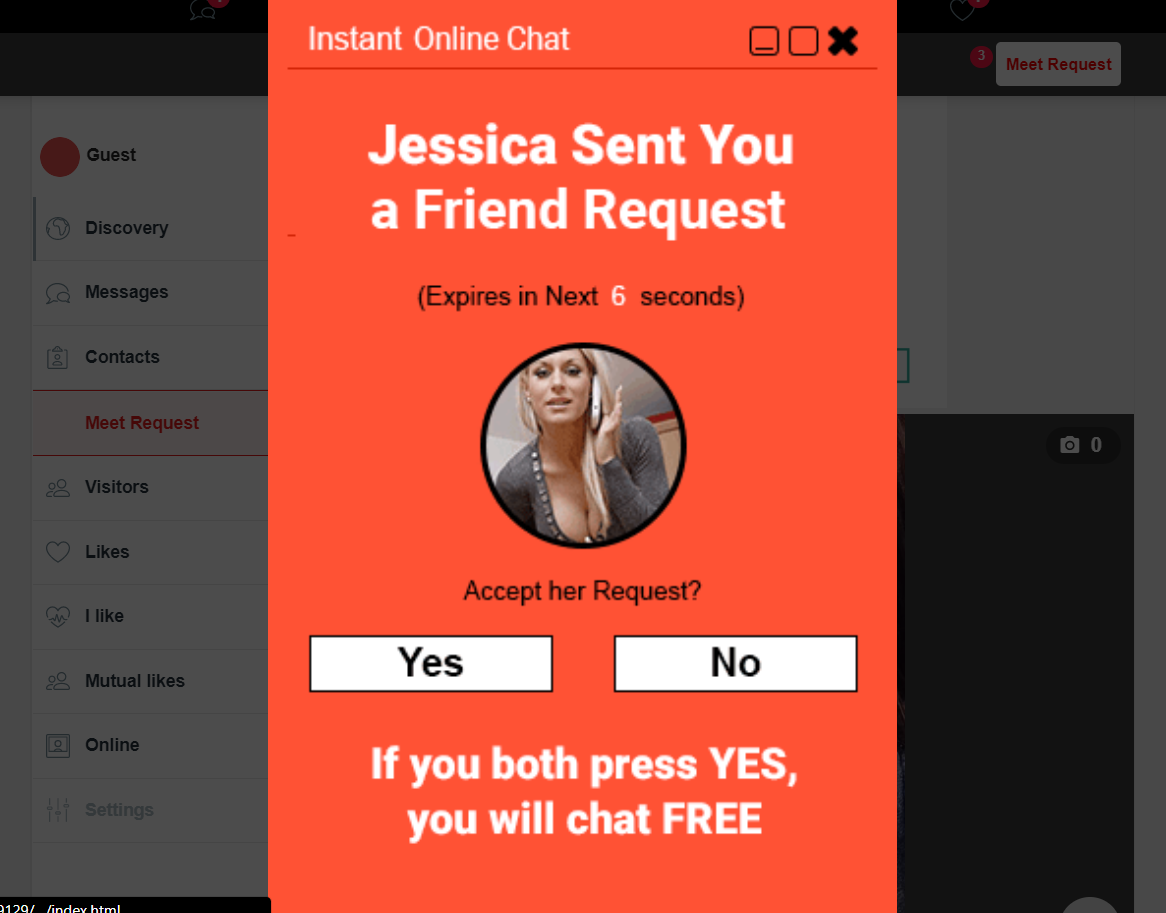 Instant Online Chat
3
Meet Request
Guest
Discovery
Messages
Contacts
Meet Request
Visitors
Likes
I like
Mutual likes
Online
Settings
Jessica Sent You
a Friend Request
(Expires in Next 6 seconds)
Accept her Request?
Yes
No
If you both press YES,
you will chat FREE
0
9129/.../index.html